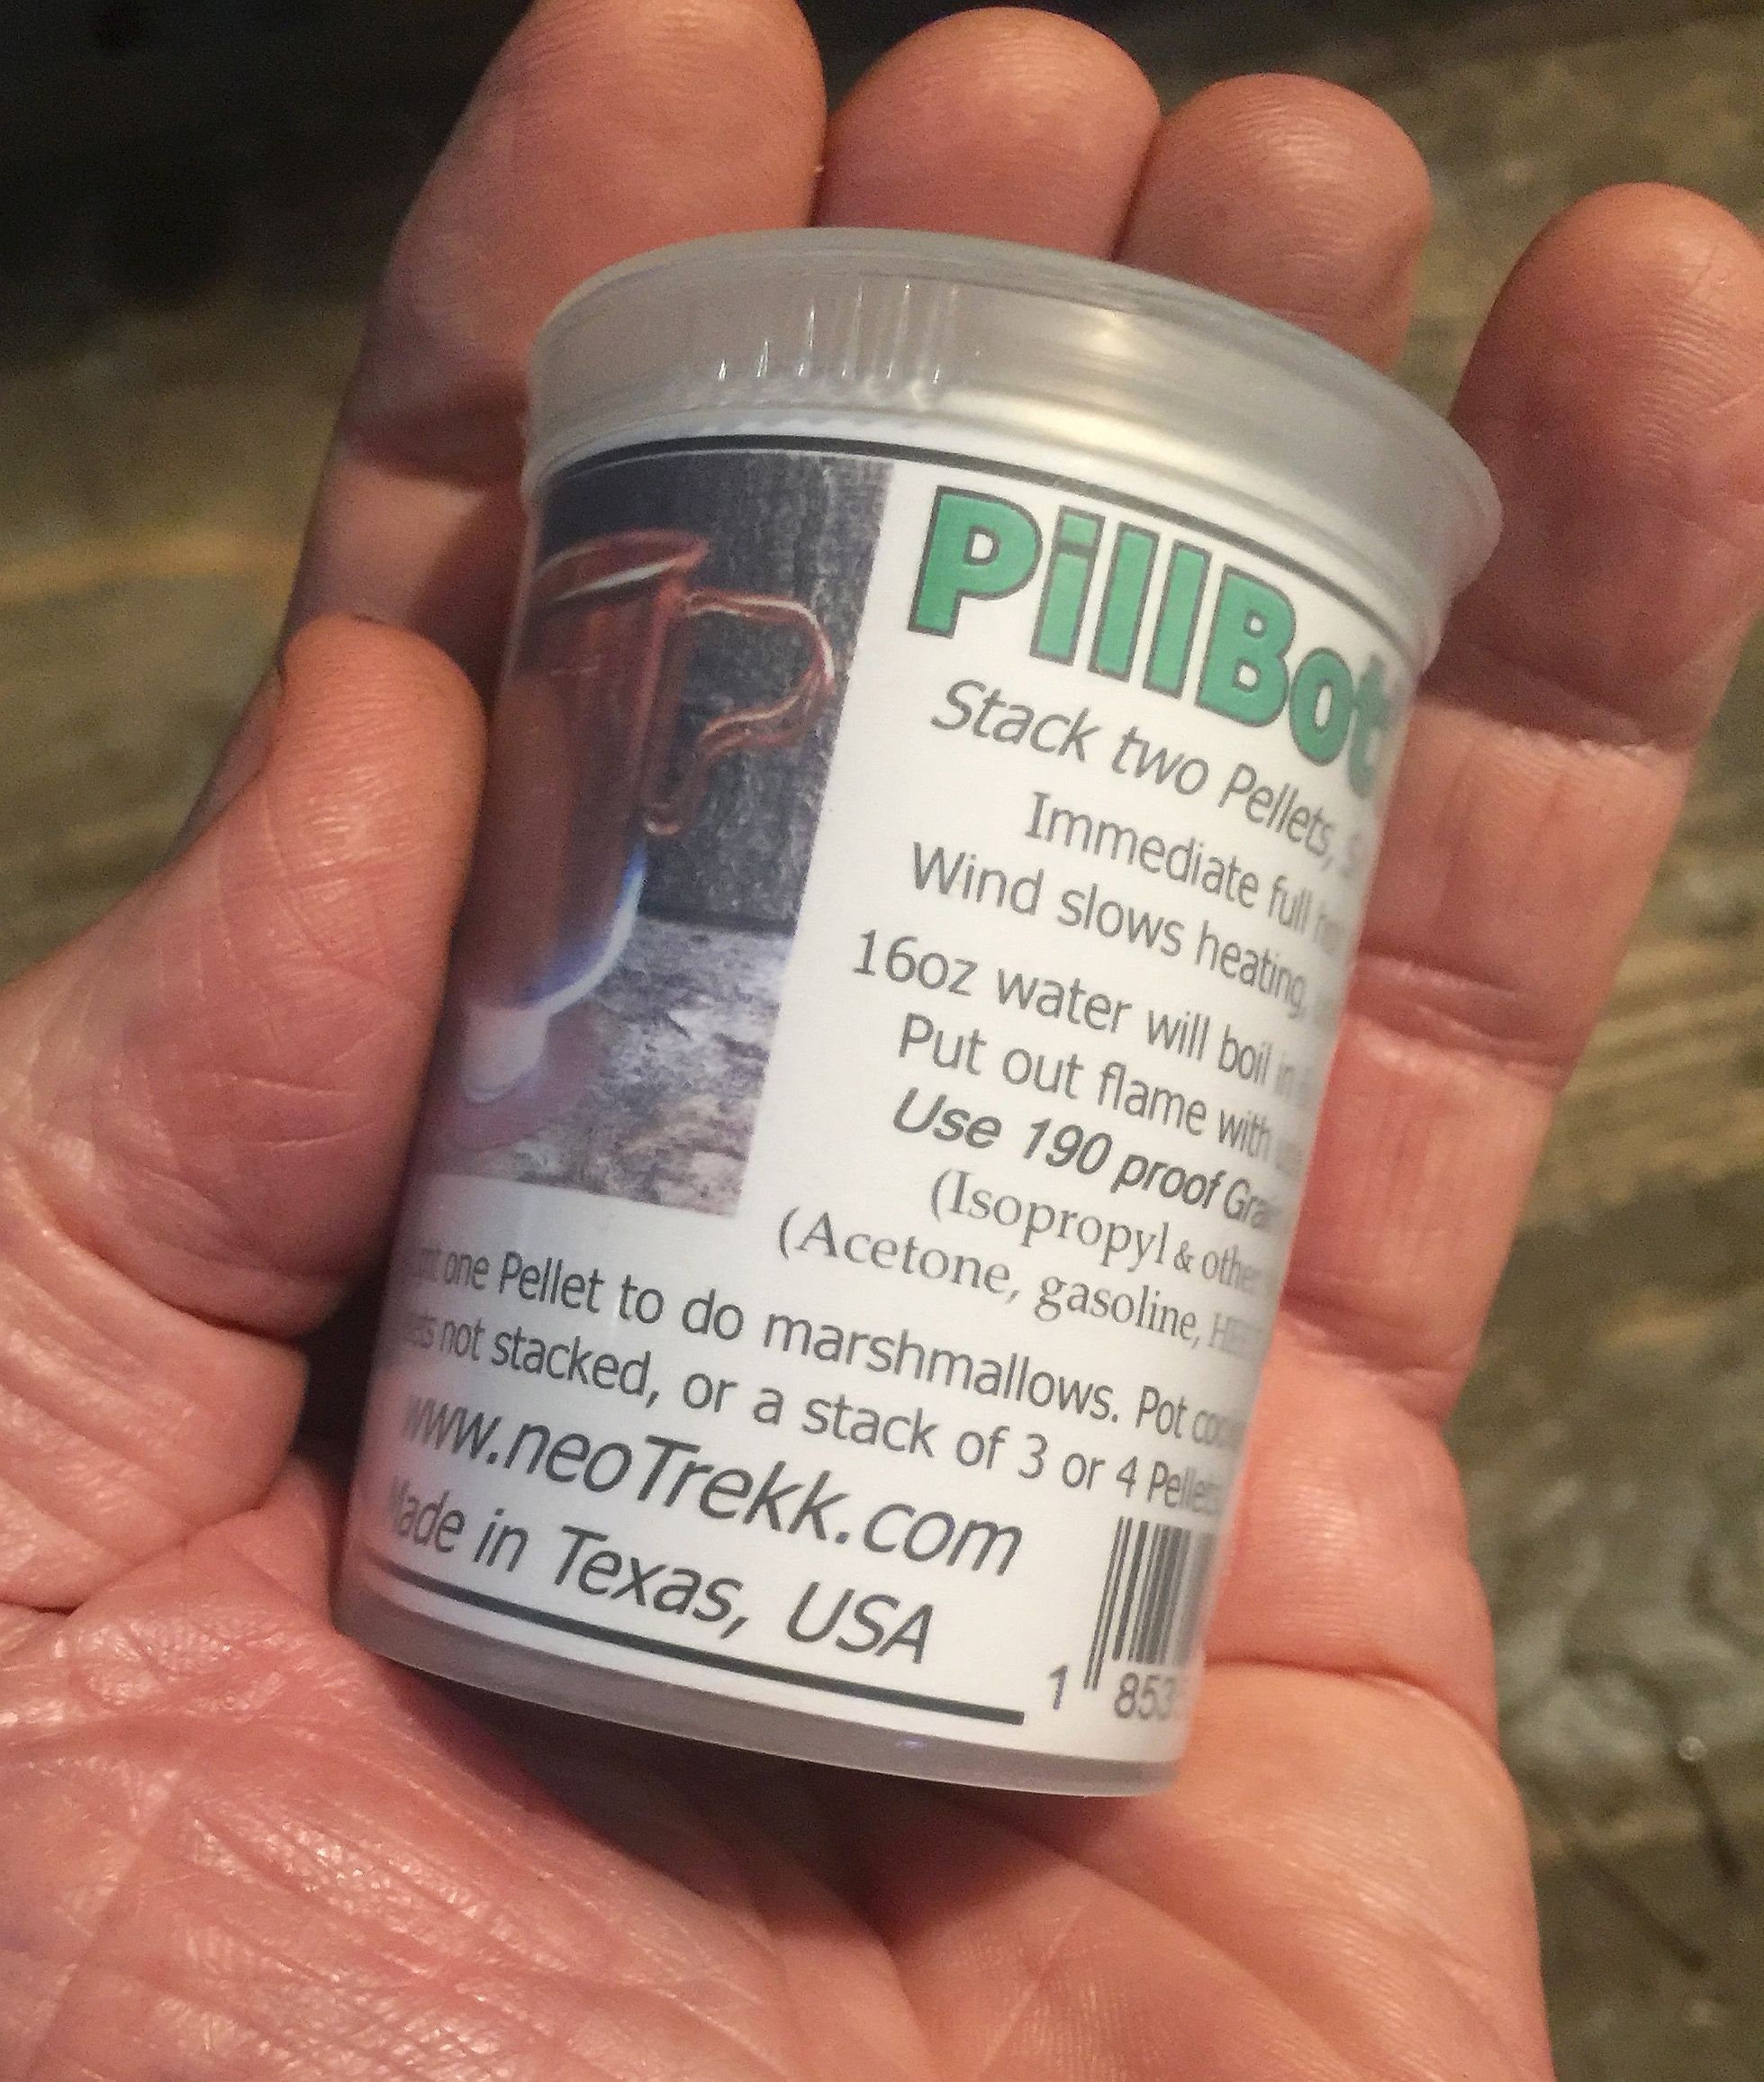 PillBot
Stack two Pellets,
Immediate full
Wind slows heating,
16oz water will boil in
Put out flame with
Use 190 proof
(Isopropyl & other
(Acetone, gasoline,
one Pellet to do marshmallows. Pot
not stacked, or a stack of 3 or 4 Pellets
www.neoTrekk.com
Made in Texas, USA
1 853